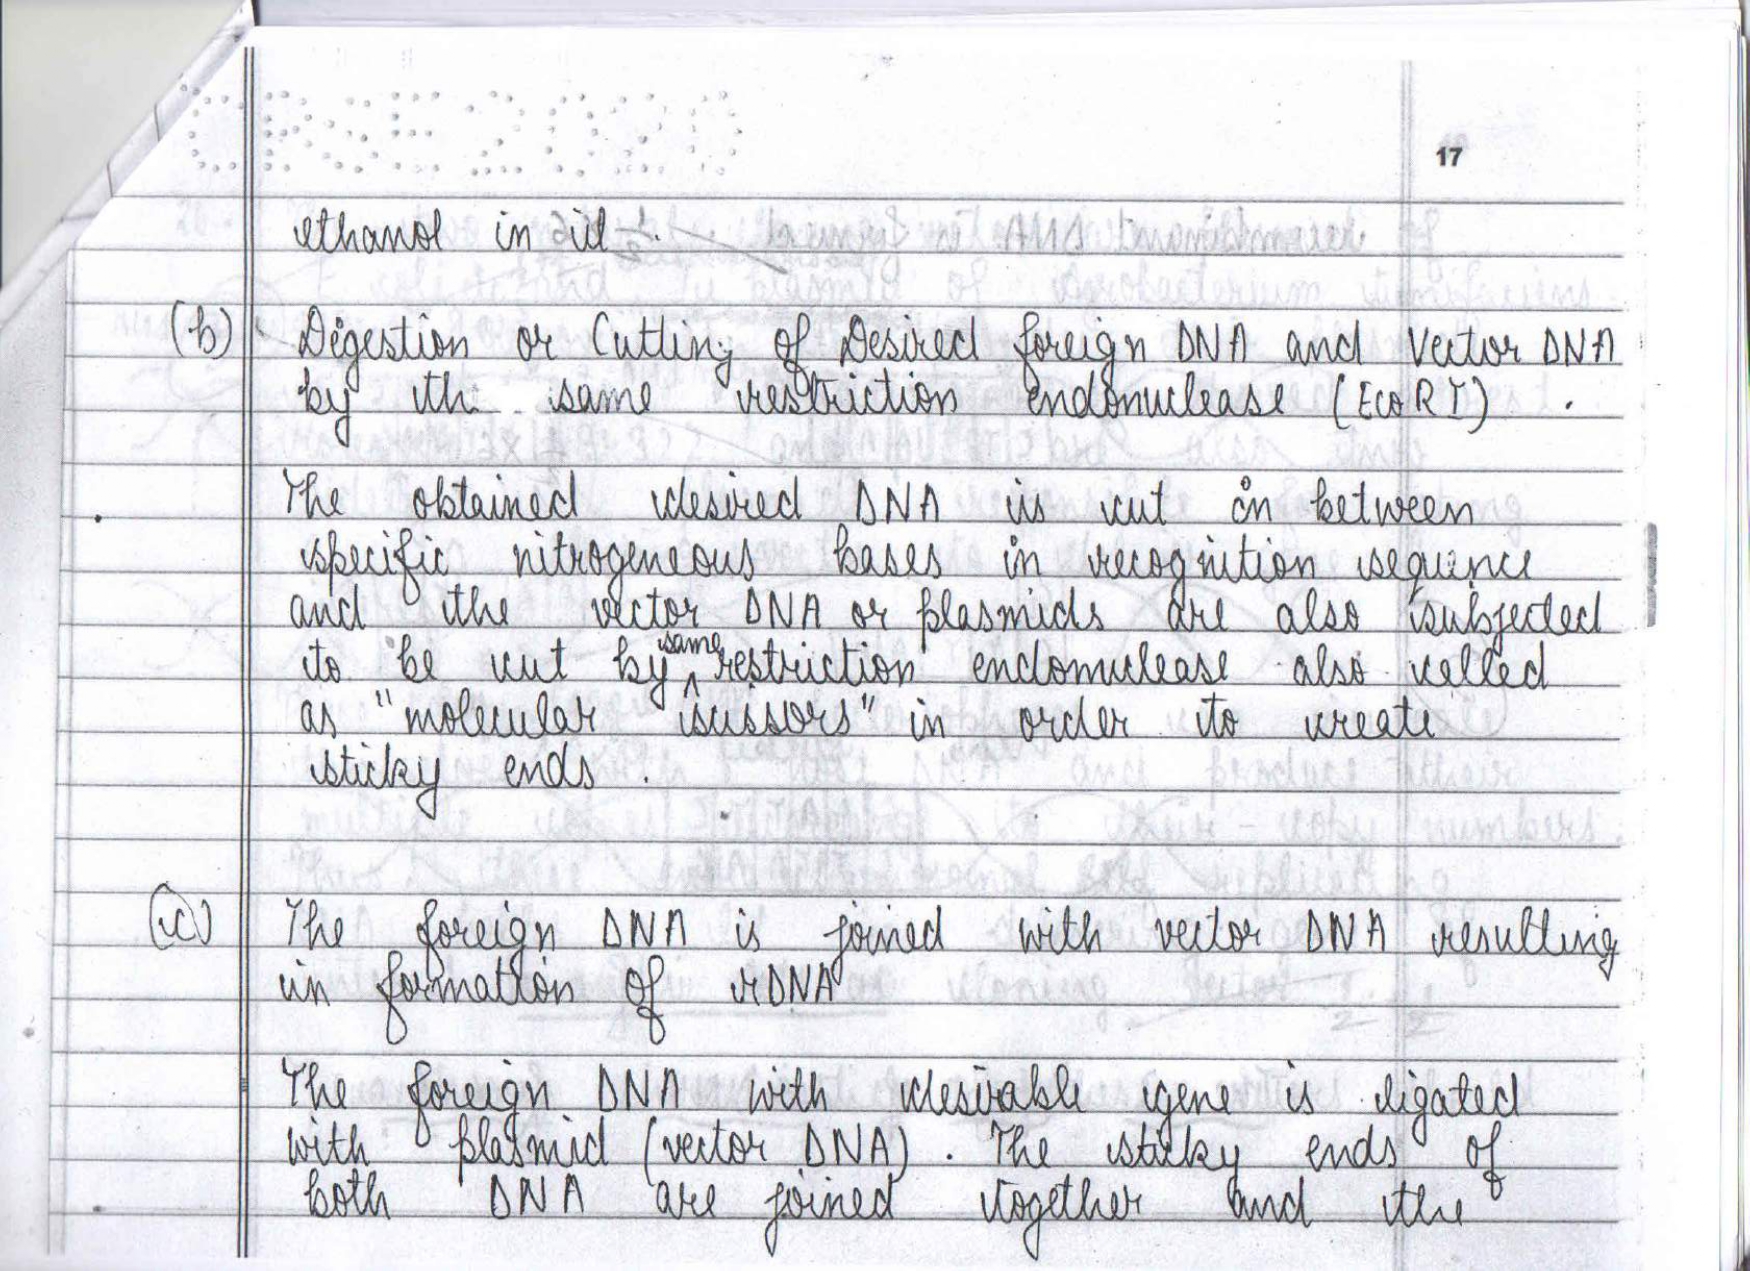 CBSE 2020
17
ethanol in
(b) Digestion or Cutting of Desired foreign DNA and Vector DNA
by the same restriction endonuclease (EcoRI) .
The obtained desired DNA is cut in between
specific nitrogeneous bases in recognition sequence
and the vector DNA or plasmids are also subjected
to be cut by same restriction endonuclease also called
as "molecular scissors" in order to create
sticky ends .
(c) The foreign DNA is joined with vector DNA resulting
in formation of rDNA
The foreign DNA with desirable gene is ligated
with plasmid (vector DNA) . The sticky ends of
both DNA are joined together and the